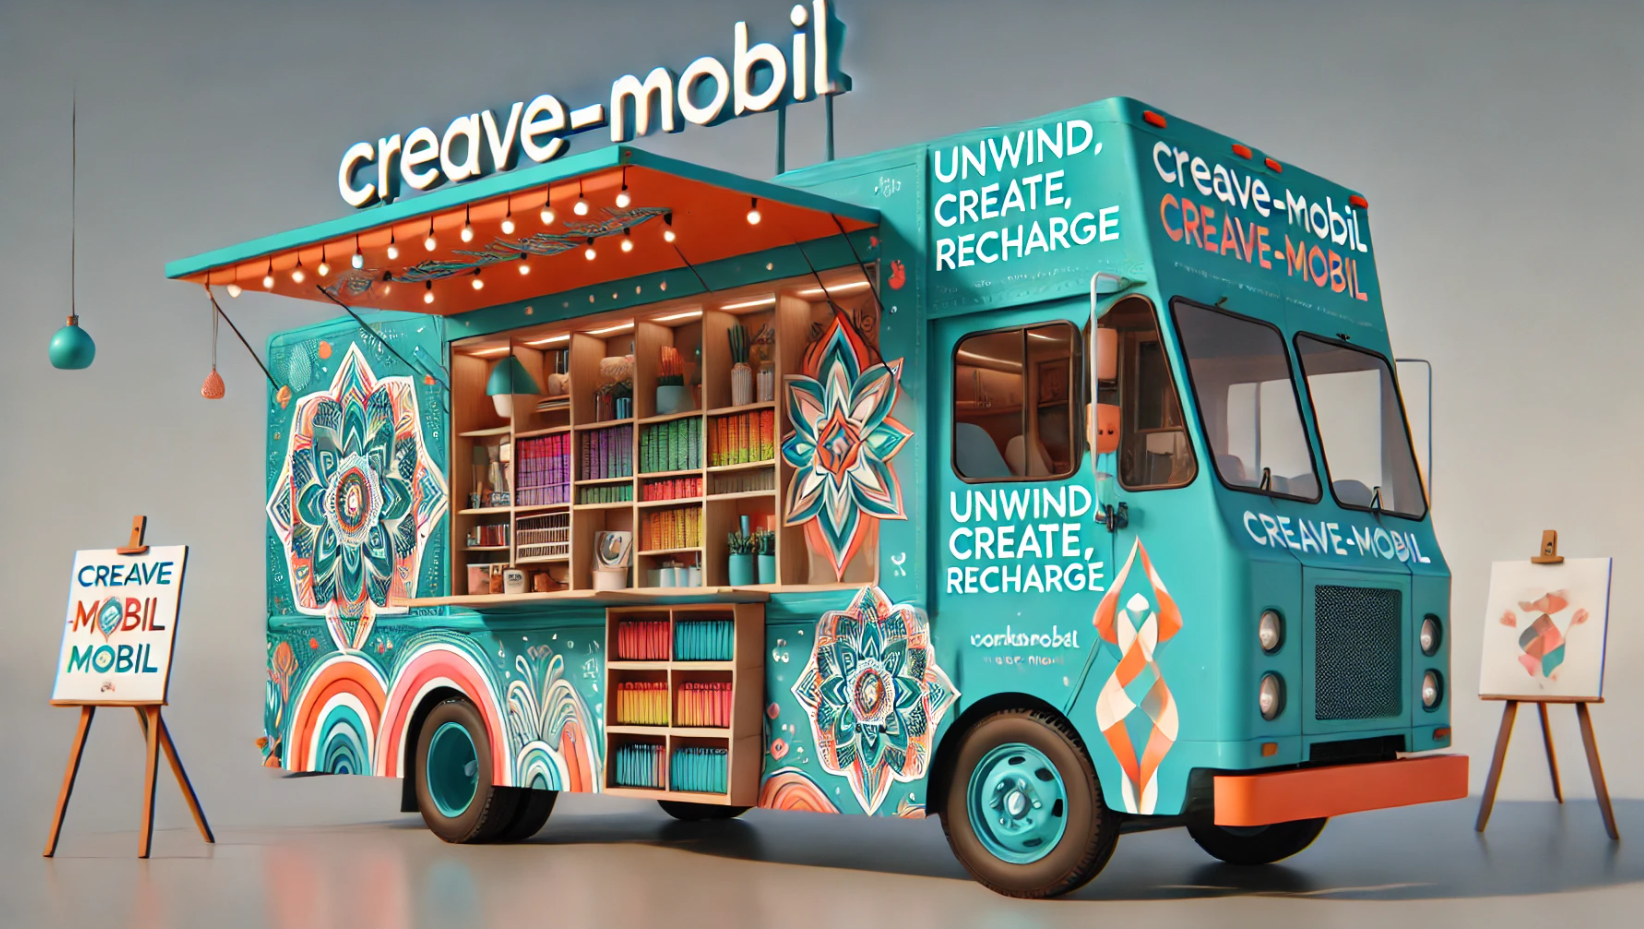 creave-mobil
UNWIND,
CREATE,
RECHARGE
creave-mobil
CREAVE-MOBIL
UNWIND
CREATE,
RECHARGE
CREAVE-MOBIL
CREAVE
-MOBIL
MOBIL